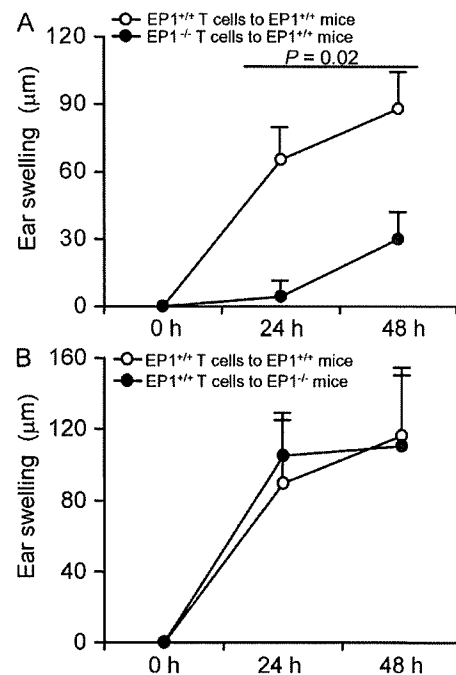 A
EP1+/+ T cells to EP1+/+ mice
EP1-/- T cells to EP1+/+ mice
P = 0.02
Ear swelling (μm)
120
90
60
30
0
0 h 24 h 48 h
B
EP1+/+ T cells to EP1+/+ mice
EP1+/+ T cells to EP1-/- mice
Ear swelling (μm)
160
120
80
40
0
0 h 24 h 48 h